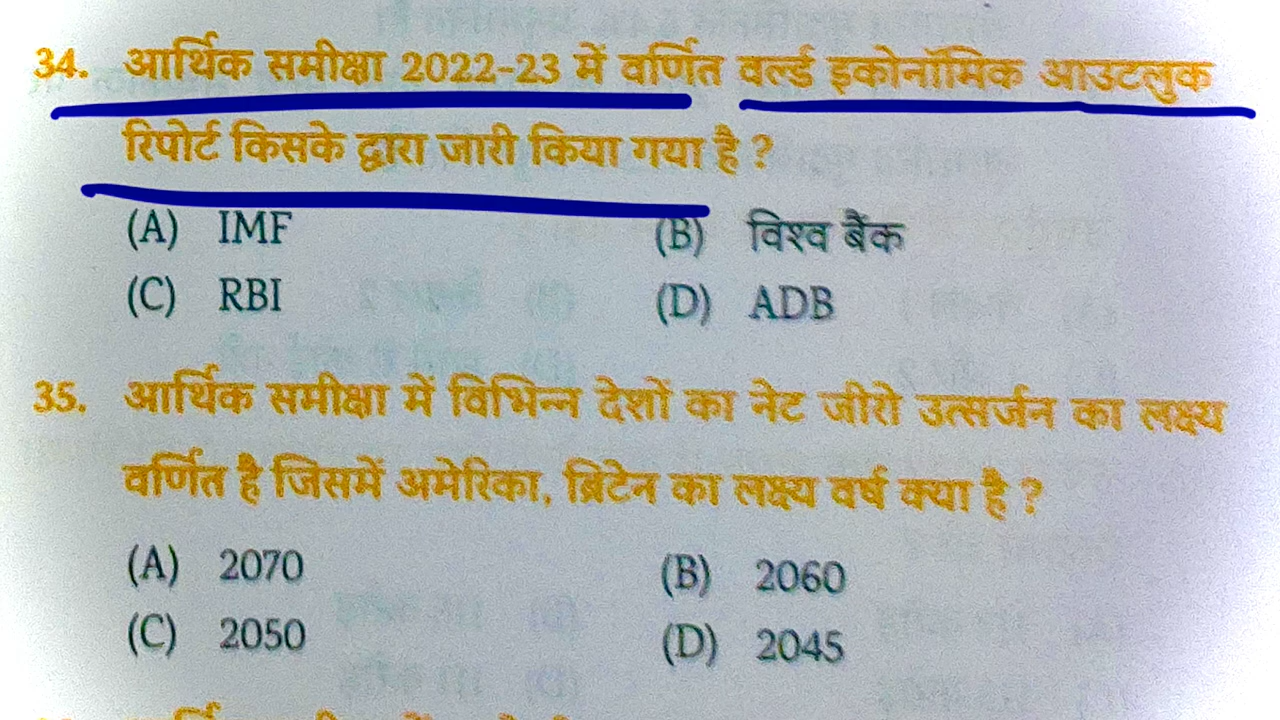 34. आर्थिक समीक्षा 2022-23 में वर्णित वर्ल्ड इकोनॉमिक आउटलुक
रिपोर्ट किसके द्वारा जारी किया गया है ?
(A) IMF (B) विश्व बैंक
(C) RBI (D) ADB
35. आर्थिक समीक्षा में विभिन्न देशों का नेट जीरो उत्सर्जन का लक्ष्य
वर्णित है जिसमें अमेरिका, ब्रिटेन का लक्ष्य वर्ष क्या है ?
(A) 2070 (B) 2060
(C) 2050 (D) 2045